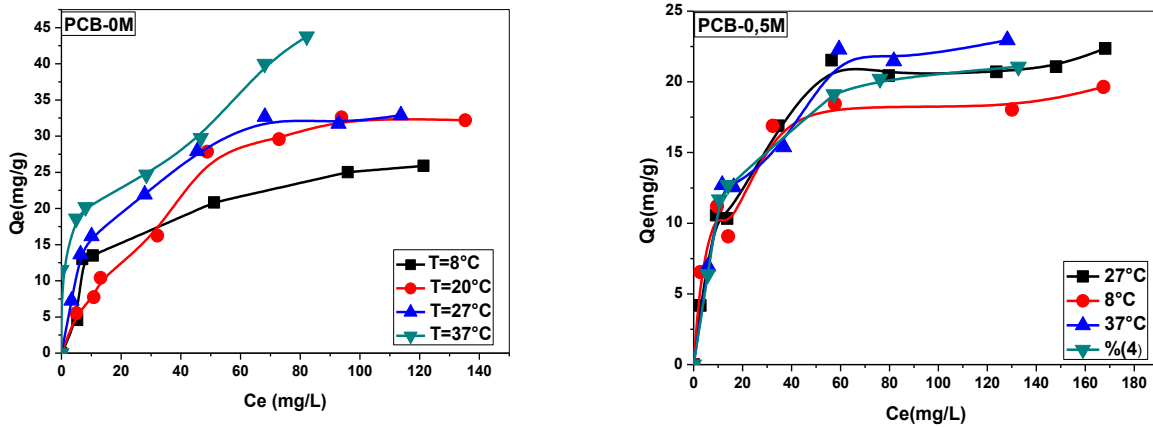 PCB-0M
Qe(mg/g)
45
40
35
30
25
20
15
10
5
0
0 20 40 60 80 100 120 140
Ce (mg/L)
T=8°C
T=20°C
T=27°C
T=37°C
PCB-0,5M
Qe(mg/g)
25
20
15
10
5
0
0 20 40 60 80 100 120 140 160 180
Ce(mg/L)
27°C
8°C
37°C
%(4)